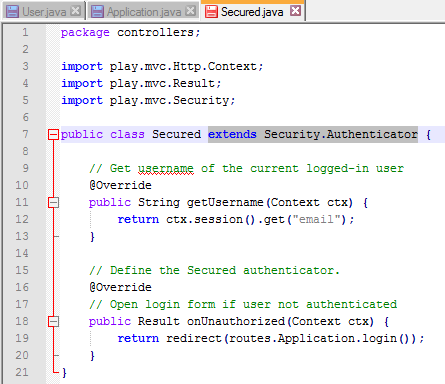 User.java Application.java Secured.java
1 package controllers;
2
3 import play.mvc.Http.Context;
4 import play.mvc.Result;
5 import play.mvc.Security;
6
7 public class Secured extends Security.Authenticator {
8
9 // Get username of the current logged-in user
10 @Override
11 public String getUsername(Context ctx) {
12 return ctx.session().get("email");
13 }
14
15 // Define the Secured authenticator.
16 @Override
17 // Open login form if user not authenticated
18 public Result onUnauthorized(Context ctx) {
19 return redirect(routes.Application.login());
20 }
21 }